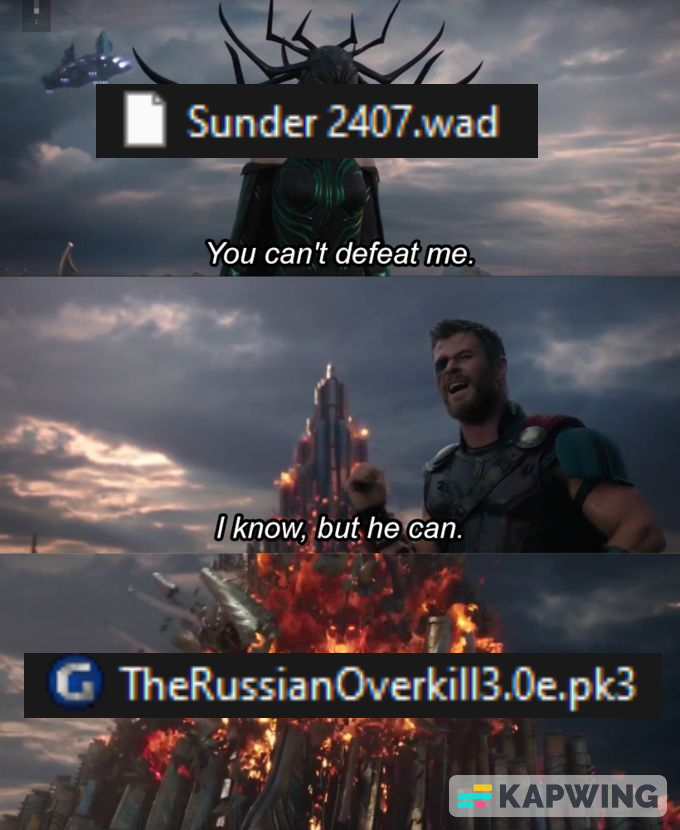 Sunder 2407.wad
You can't defeat me.
I know, but he can.
G TheRussianOverkill3.0e.pk3
KAPWING